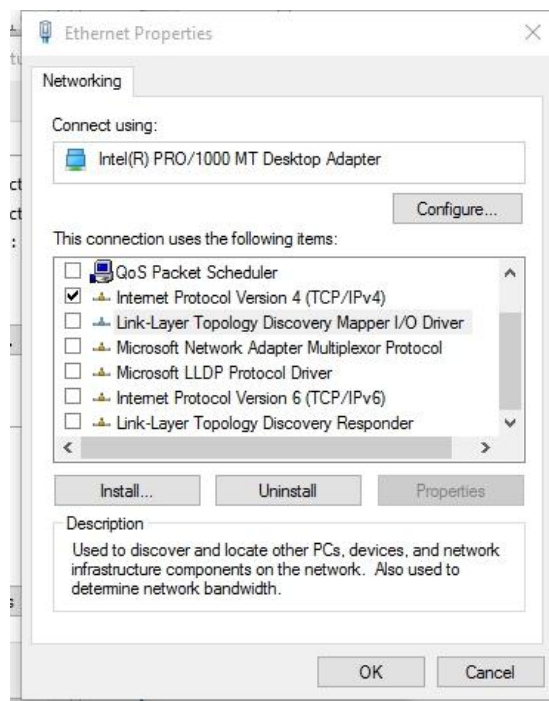 Ethernet Properties
Networking
Connect using:
Intel(R) PRO/1000 MT Desktop Adapter
Configure...
This connection uses the following items:
QoS Packet Scheduler
Internet Protocol Version 4 (TCP/IPv4)
Link-Layer Topology Discovery Mapper I/O Driver
Microsoft Network Adapter Multiplexor Protocol
Microsoft LLDP Protocol Driver
Internet Protocol Version 6 (TCP/IPv6)
Link-Layer Topology Discovery Responder
Install... Uninstall Properties
Description
Used to discover and locate other PCs, devices, and network
infrastructure components on the network. Also used to
determine network bandwidth.
OK Cancel